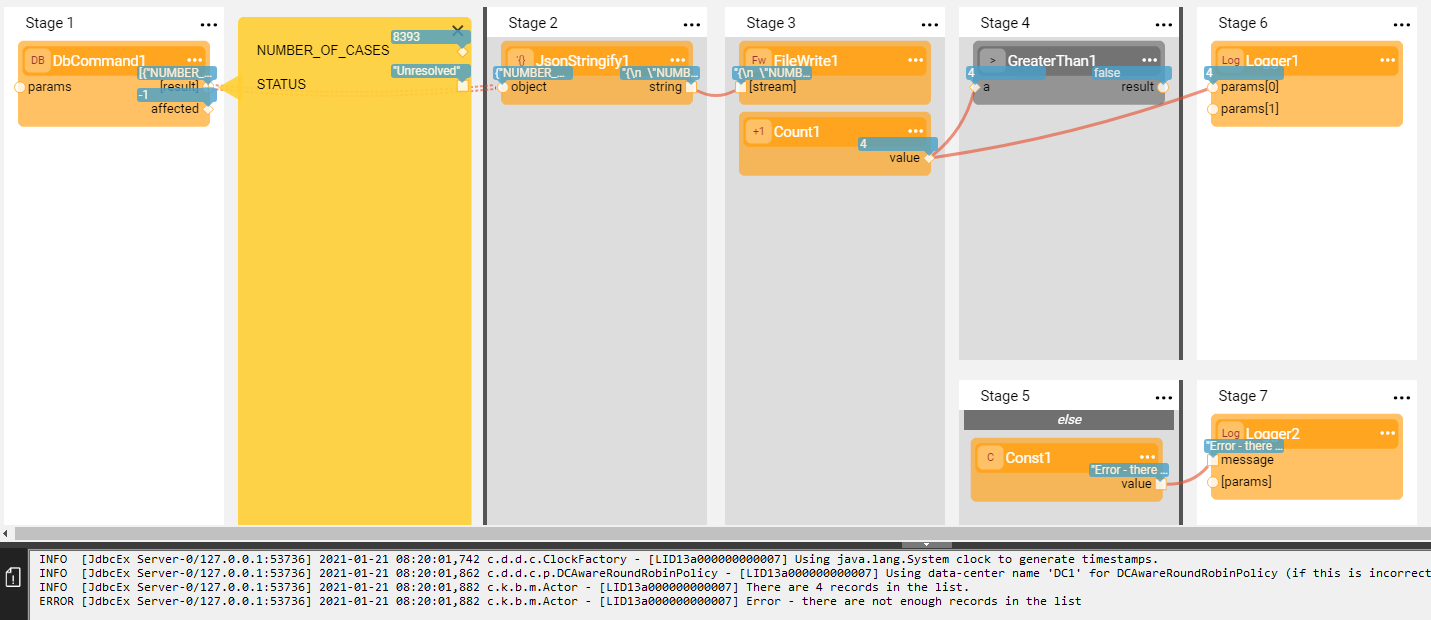 Stage 1
DB DbCommand1
[{"NUMBER_...
params
[result]
-1
affected
8393
NUMBER_OF_CASES
"Unresolved"
STATUS
Stage 2
'{} JsonStringify1
{"NUMBER_...
"{\n \"NUMB...
object
string
Stage 3
Fw FileWrite1
"{\n \"NUMB...
[stream]
+1 Count1
4
value
Stage 4
> GreaterThan1
4
false
a
result
Stage 6
Log Logger1
4
params[0]
params[1]
Stage 5
else
C Const1
"Error - there ...
value
Stage 7
Log Logger2
"Error - there ...
message
[params]
INFO [JdbcEx Server-0/127.0.0.1:53736] 2021-01-21 08:20:01,742 c.d.d.c.ClockFactory - [LID13a000000000007] Using java.lang.System clock to generate timestamps.
INFO [JdbcEx Server-0/127.0.0.1:53736] 2021-01-21 08:20:01,862 c.d.d.c.p.DCAwareRoundRobinPolicy - [LID13a000000000007] Using data-center name 'DC1' for DCAwareRoundRobinPolicy (if this is incorrect
INFO [JdbcEx Server-0/127.0.0.1:53736] 2021-01-21 08:20:01,882 c.k.b.m.Actor - [LID13a000000000007] There are 4 records in the list.
ERROR [JdbcEx Server-0/127.0.0.1:53736] 2021-01-21 08:20:01,882 c.k.b.m.Actor - [LID13a000000000007] Error - there are not enough records in the list